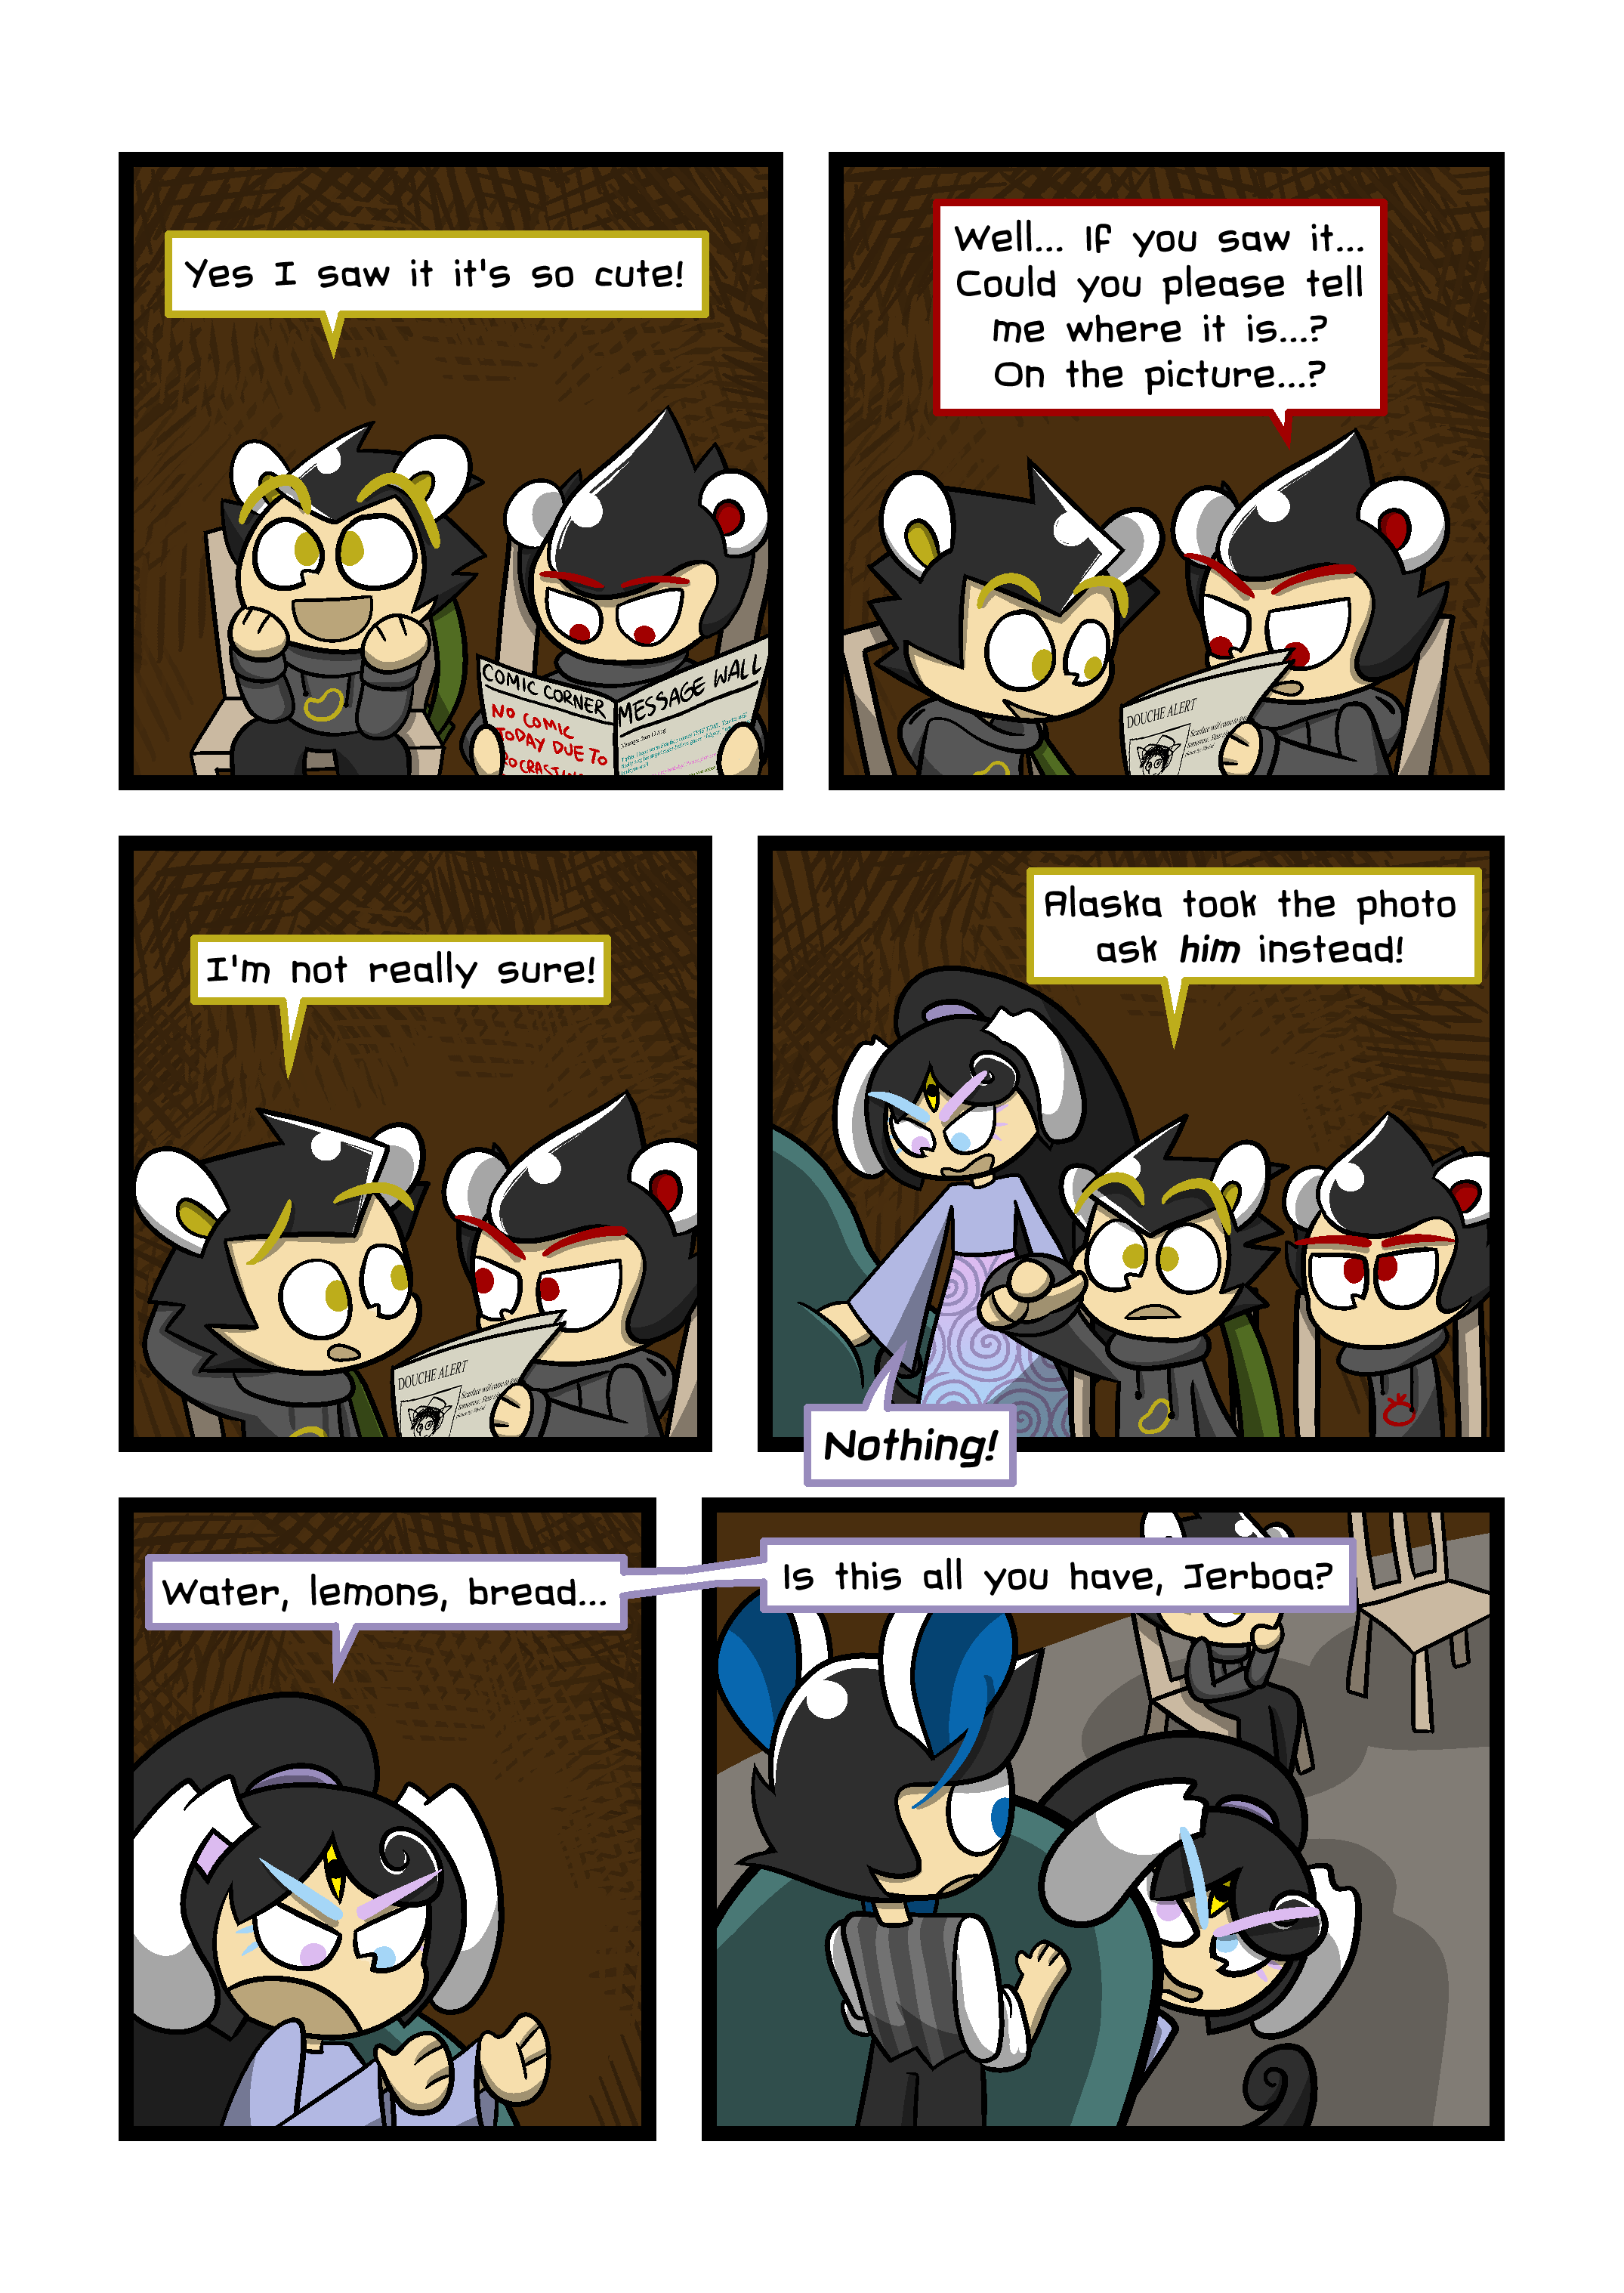 Yes I saw it it's so cute!
COMIC CORNER
NO COMIC
TODAY DUE TO
MESSAGE WALL
Well... If you saw it...
Could you please tell
me where it is...?
On the picture...?
DOUCHE ALERT
I'm not really sure!
DOUCHE ALERT
Alaska took the photo
ask him instead!
Nothing!
Water, lemons, bread...
Is this all you have, Jerboa?